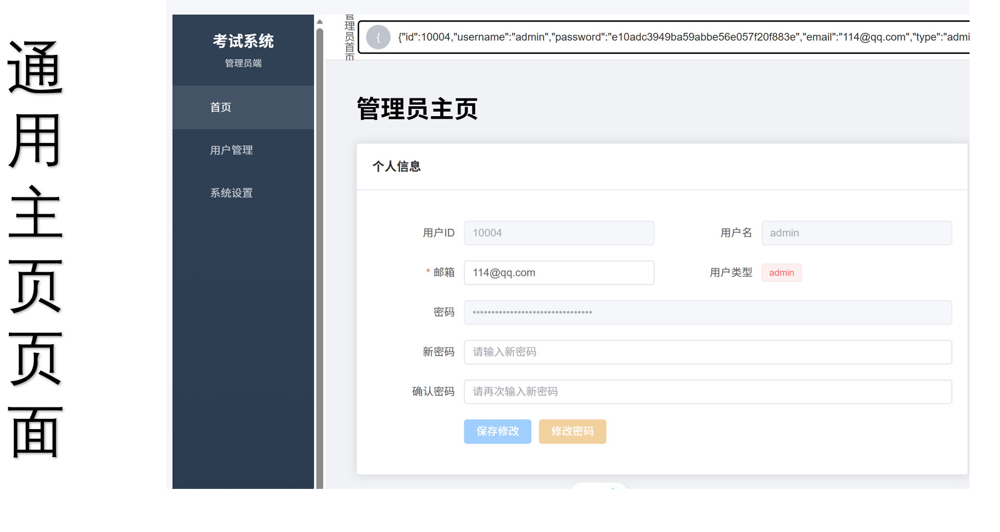 通用主页页面
考试系统
管理员端
首页
用户管理
系统设置
管理员首页
{
{"id":10004,"username":"admin","password":"e10adc3949ba59abbe56e057f20f883e","email":"114@qq.com","type":"admi
管理员主页
个人信息
用户ID 10004 用户名 admin
* 邮箱 114@qq.com 用户类型 admin
密码 ••••••••••••••••••••••••••••••••
新密码 请输入新密码
确认密码 请再次输入新密码
保存修改 修改密码